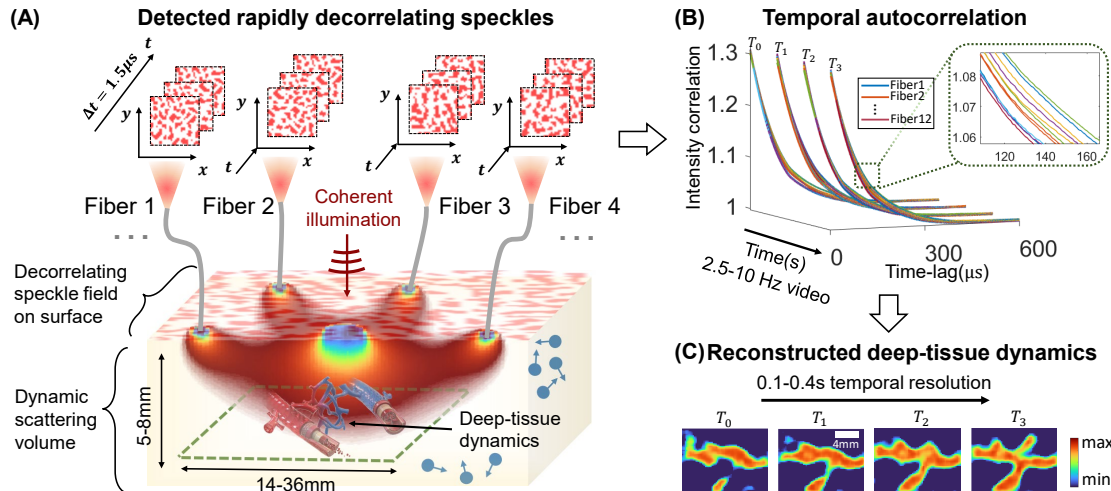 (A) Detected rapidly decorrelating speckles
t
Δt = 1.5μs
y
x
t
y
x
t
y
x
t
y
x
Fiber 1
Fiber 2
Coherent
illumination
Fiber 3
Fiber 4
Decorrelating
speckle field
on surface
Dynamic
scattering
volume
5-8mm
Deep-tissue
dynamics
14-36mm
(B) Temporal autocorrelation
Intensity correlation
1.3
1.2
1.1
1
T0
T1
T2
T3
Fiber1
Fiber2
⋮
Fiber12
1.08
1.07
1.06
120
140
160
0
300
600
Time-lag(μs)
Time(s)
2.5-10 Hz video
(C) Reconstructed deep-tissue dynamics
0.1-0.4s temporal resolution
T0
T1
T2
T3
4mm
max
min